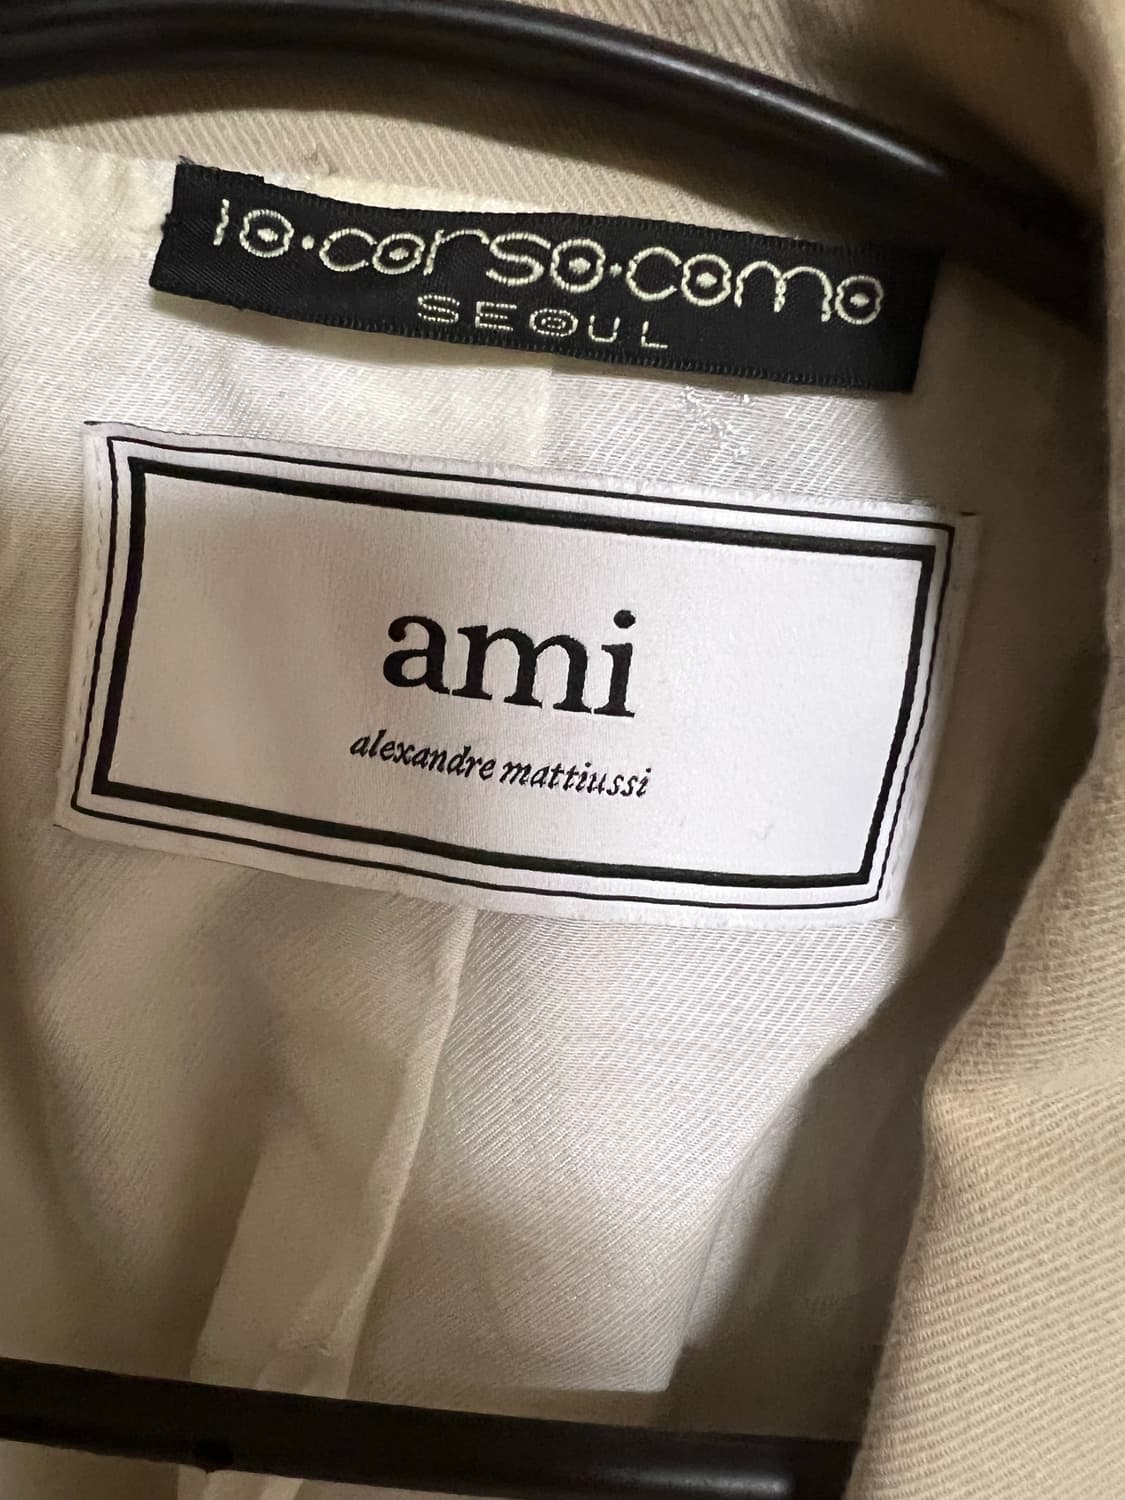 10·corso·como
SEOUL
ami
alexandre mattiussi